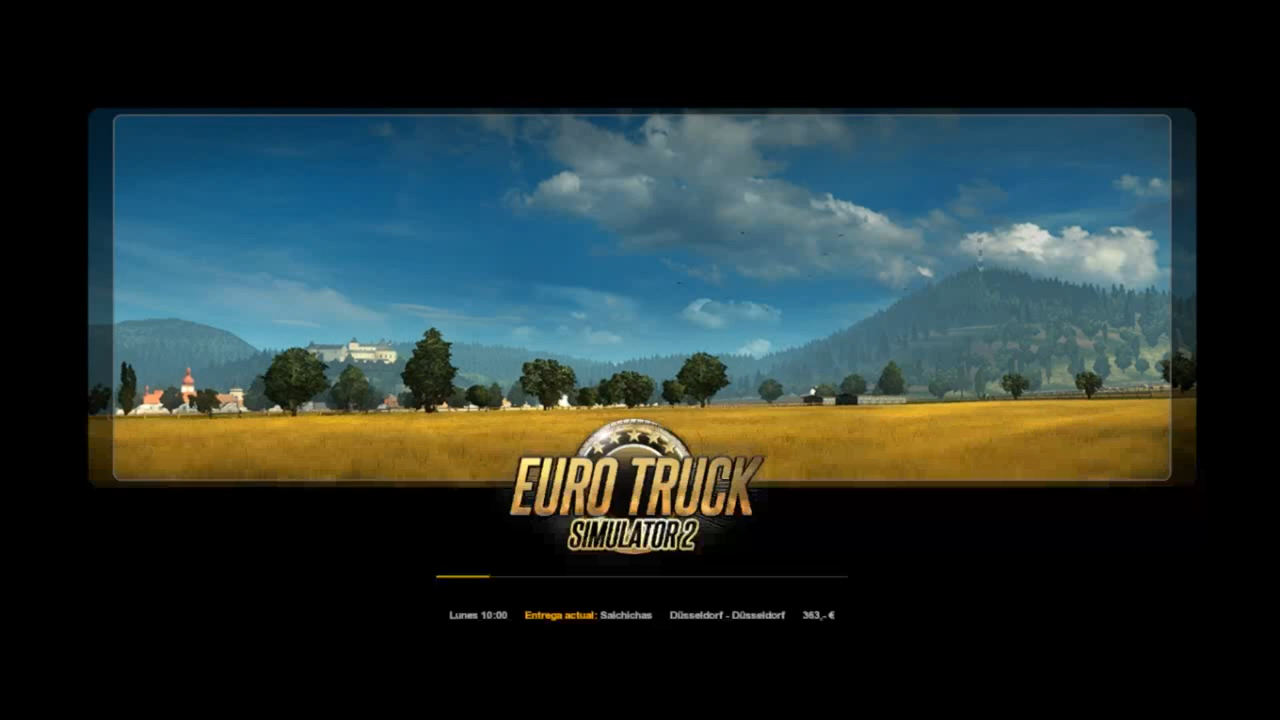 EURO TRUCK
SIMULATOR 2
Lunes 10:00 Entrega actual: Salchichas Düsseldorf - Düsseldorf 363,- €